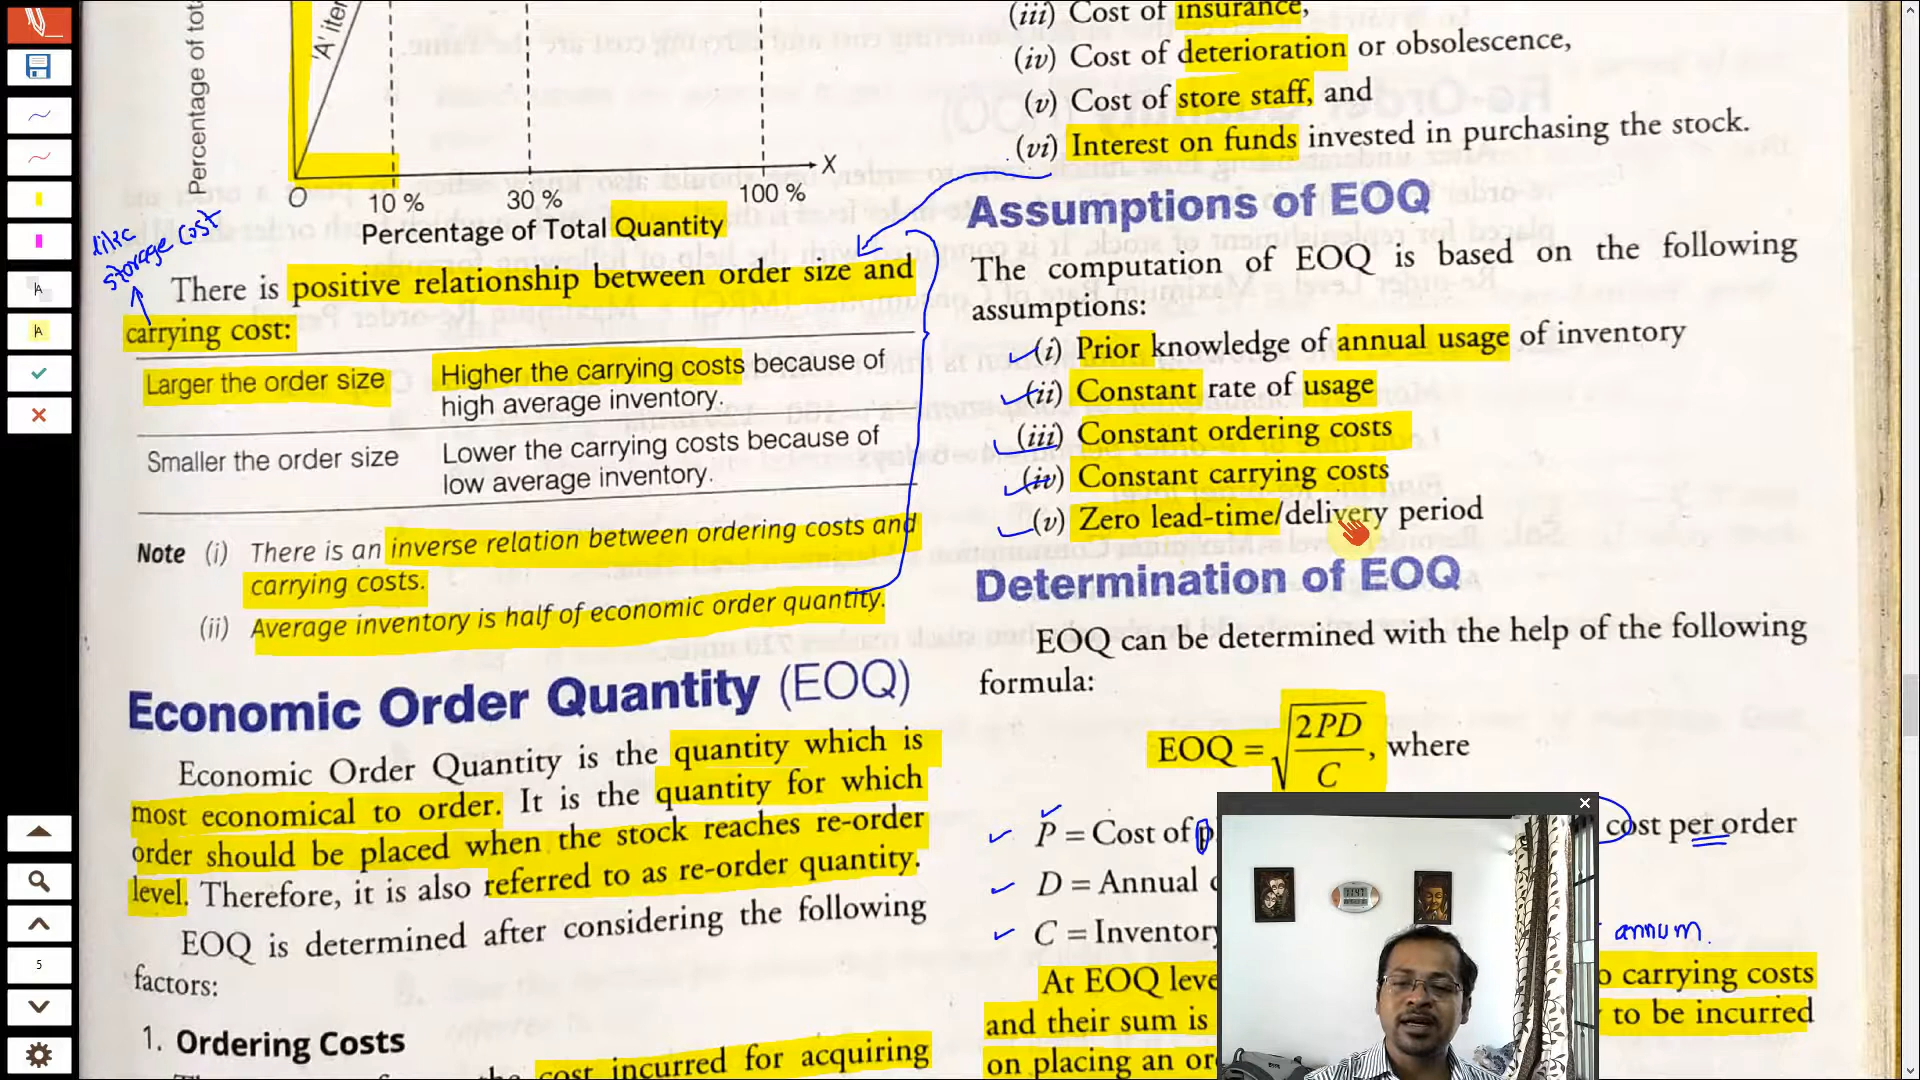 Percentage of tot
'A' iter
O
10 %
30 %
100 %
X
Percentage of Total Quantity
like
storage cost
There is positive relationship between order size and
carrying cost:
Larger the order size
Higher the carrying costs because of
high average inventory.
Smaller the order size
Lower the carrying costs because of
low average inventory.
Note (i) There is an inverse relation between ordering costs and
carrying costs.
(ii) Average inventory is half of economic order quantity.
Economic Order Quantity (EOQ)
Economic Order Quantity is the quantity which is
most economical to order. It is the quantity for which
order should be placed when the stock reaches re-order
level. Therefore, it is also referred to as re-order quantity.
EOQ is determined after considering the following
factors:
1. Ordering Costs
cost incurred for acquiring
(iii) Cost of insurance,
(iv) Cost of deterioration or obsolescence,
(v) Cost of store staff, and
(vi) Interest on funds invested in purchasing the stock.
Assumptions of EOQ
The computation of EOQ is based on the following
assumptions:
(i) Prior knowledge of annual usage of inventory
(ii) Constant rate of usage
(iii) Constant ordering costs
(iv) Constant carrying costs
(v) Zero lead-time/delivery period
Determination of EOQ
EOQ can be determined with the help of the following
formula:
EOQ = √2PD/C, where
P = Cost of p
cost per order
D = Annual c
C = Inventory
annum.
At EOQ leve
o carrying costs
and their sum is
to be incurred
on placing an or
5